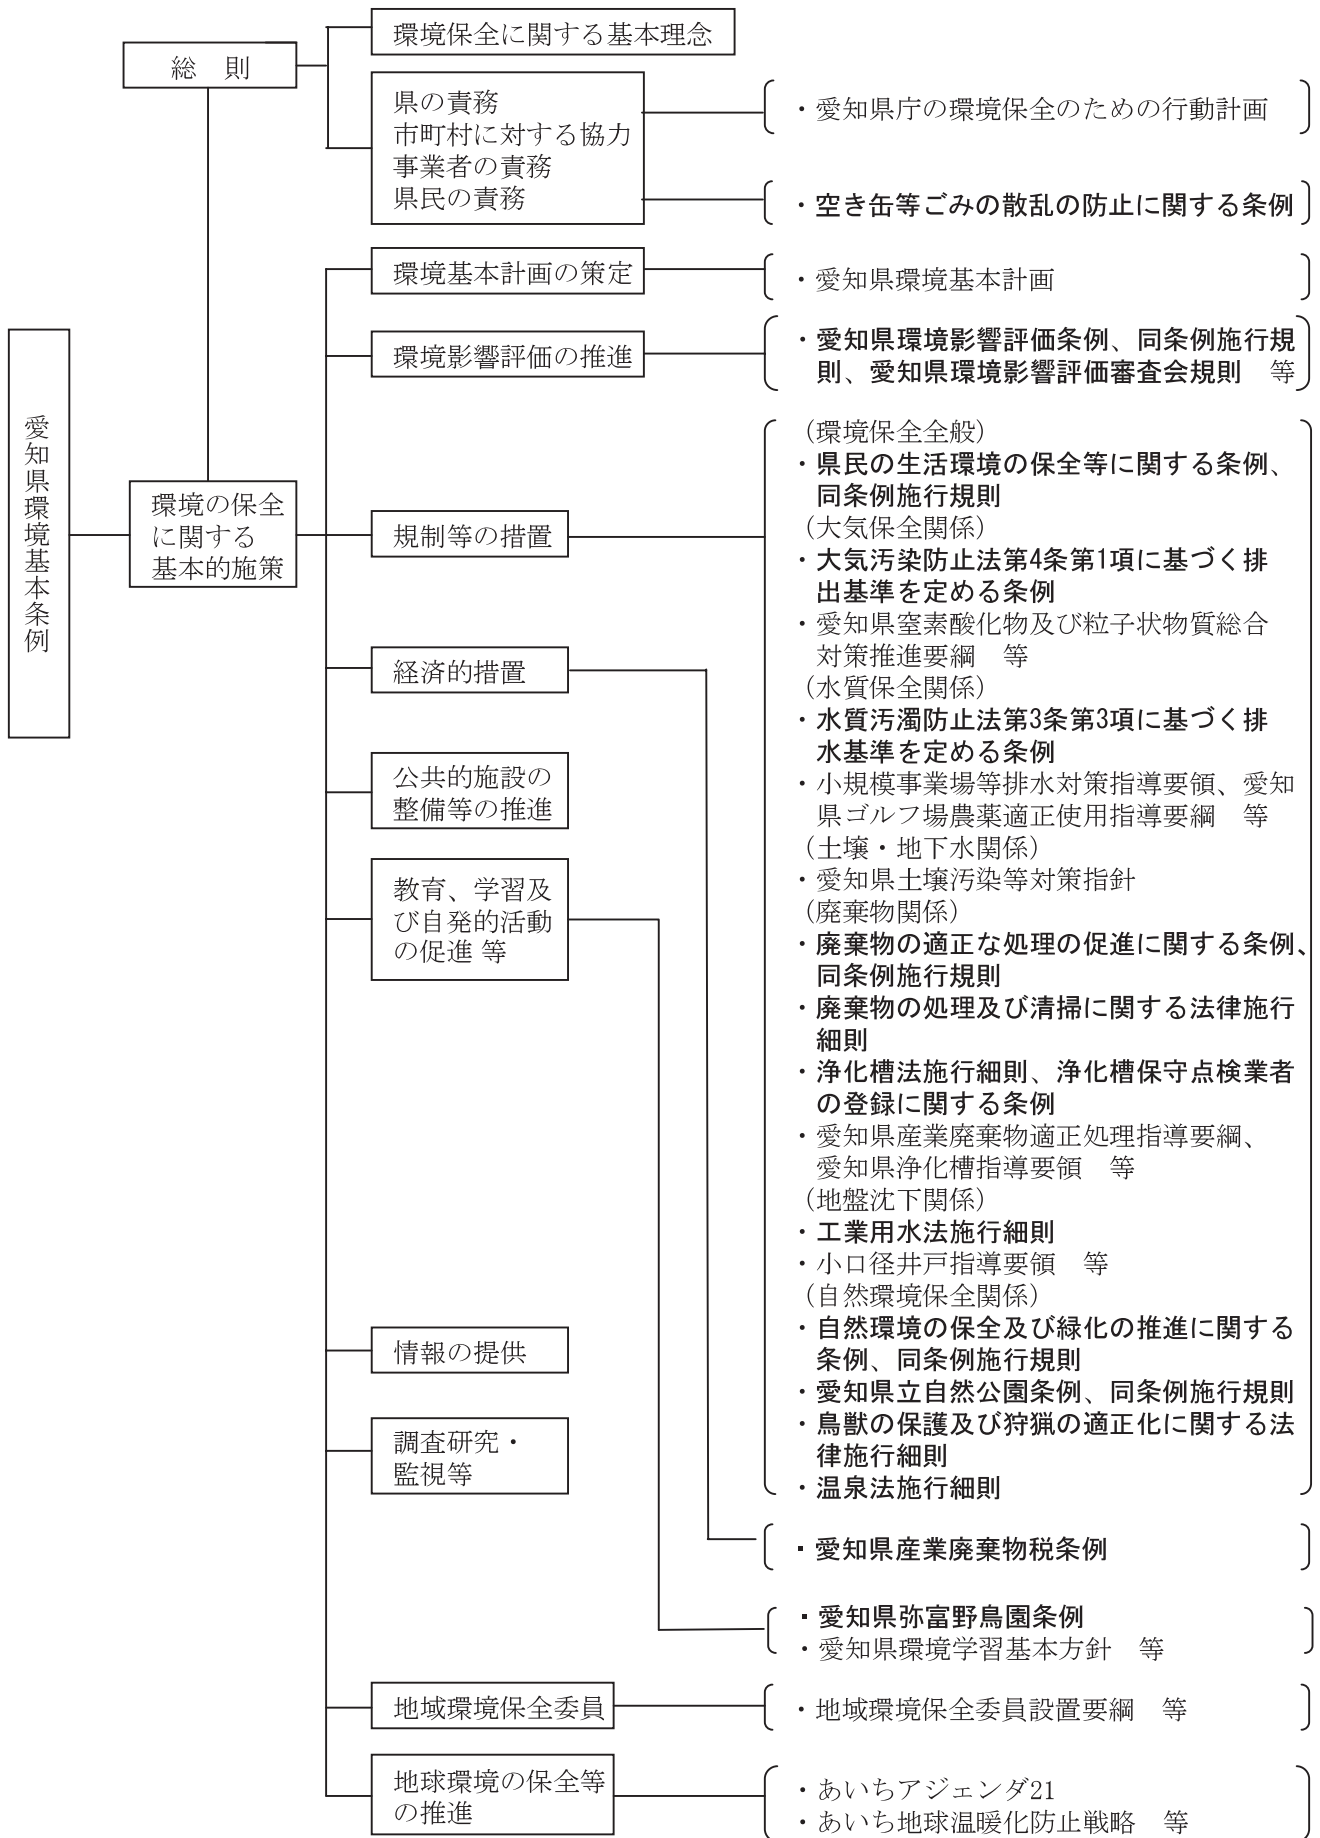 環境保全に関する基本理念
総　則
県の責務
市町村に対する協力
事業者の責務
県民の責務
・愛知県庁の環境保全のための行動計画
・空き缶等ごみの散乱の防止に関する条例
環境基本計画の策定
・愛知県環境基本計画
環境影響評価の推進
・愛知県環境影響評価条例、同条例施行規
則、愛知県環境影響評価審査会規則　等
愛知県環境基本条例
環境の保全
に関する
基本的施策
規制等の措置
（環境保全全般）
・県民の生活環境の保全等に関する条例、
同条例施行規則
（大気保全関係）
・大気汚染防止法第4条第1項に基づく排
出基準を定める条例
・愛知県窒素酸化物及び粒子状物質総合
対策推進要綱　等
（水質保全関係）
・水質汚濁防止法第3条第3項に基づく排
水基準を定める条例
・小規模事業場等排水対策指導要領、愛知
県ゴルフ場農薬適正使用指導要綱　等
（土壌・地下水関係）
・愛知県土壌汚染等対策指針
（廃棄物関係）
・廃棄物の適正な処理の促進に関する条例、
同条例施行規則
・廃棄物の処理及び清掃に関する法律施行
細則
・浄化槽法施行細則、浄化槽保守点検業者
の登録に関する条例
・愛知県産業廃棄物適正処理指導要綱、
愛知県浄化槽指導要領　等
（地盤沈下関係）
・工業用水法施行細則
・小口径井戸指導要領　等
（自然環境保全関係）
・自然環境の保全及び緑化の推進に関する
条例、同条例施行規則
・愛知県立自然公園条例、同条例施行規則
・鳥獣の保護及び狩猟の適正化に関する法
律施行細則
・温泉法施行細則
経済的措置
公共的施設の
整備等の推進
教育、学習及
び自発的活動
の促進 等
情報の提供
調査研究・
監視等
・愛知県産業廃棄物税条例
・愛知県弥富野鳥園条例
・愛知県環境学習基本方針　等
地域環境保全委員
・地域環境保全委員設置要綱　等
地球環境の保全等
の推進
・あいちアジェンダ21
・あいち地球温暖化防止戦略　等